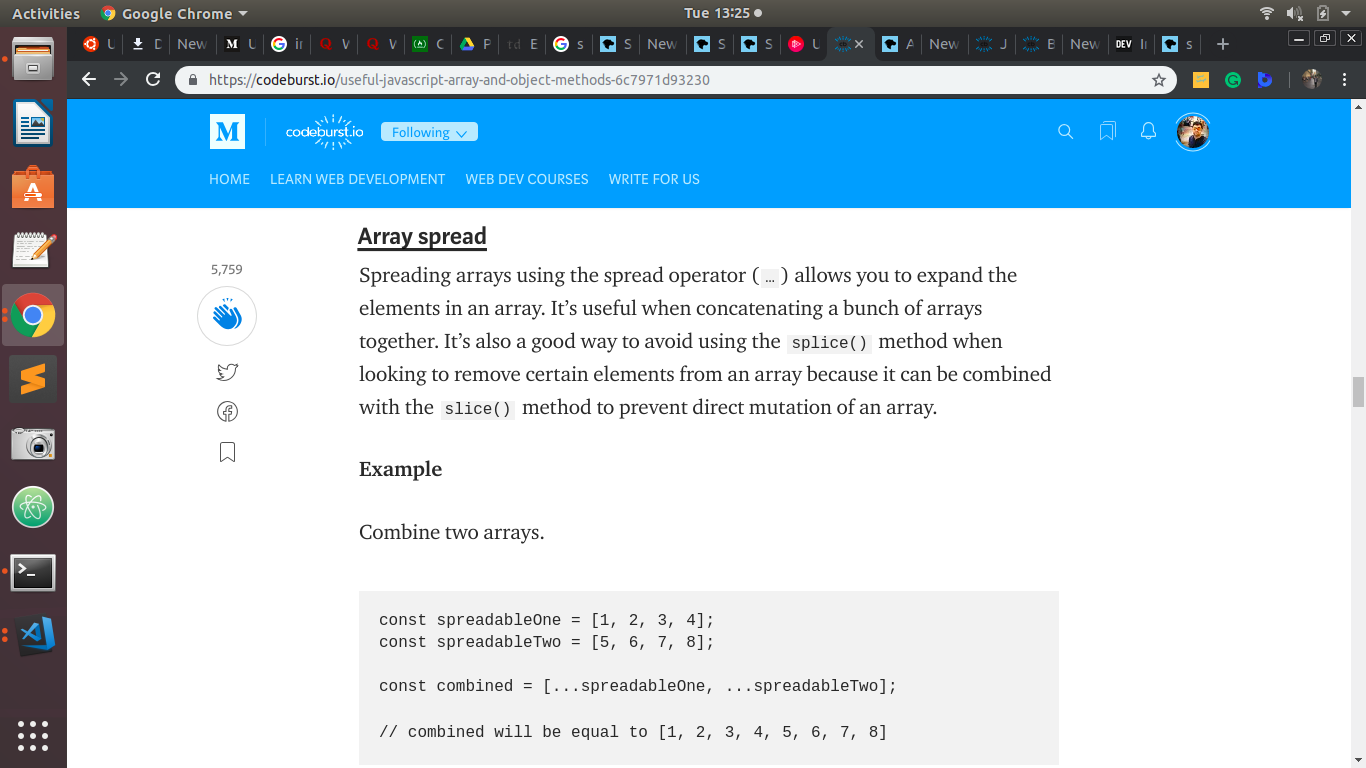 Activities Google Chrome Tue 13:25
U D New M U G in Q W Q W C P td E G s S New S S U A New J B New DEV In s
https://codeburst.io/useful-javascript-array-and-object-methods-6c7971d93230
M codeburst.io Following
HOME LEARN WEB DEVELOPMENT WEB DEV COURSES WRITE FOR US
Array spread
5,759
Spreading arrays using the spread operator (…) allows you to expand the
elements in an array. It’s useful when concatenating a bunch of arrays
together. It’s also a good way to avoid using the splice() method when
looking to remove certain elements from an array because it can be combined
with the slice() method to prevent direct mutation of an array.
Example
Combine two arrays.
const spreadableOne = [1, 2, 3, 4];
const spreadableTwo = [5, 6, 7, 8];
const combined = [...spreadableOne, ...spreadableTwo];
// combined will be equal to [1, 2, 3, 4, 5, 6, 7, 8]